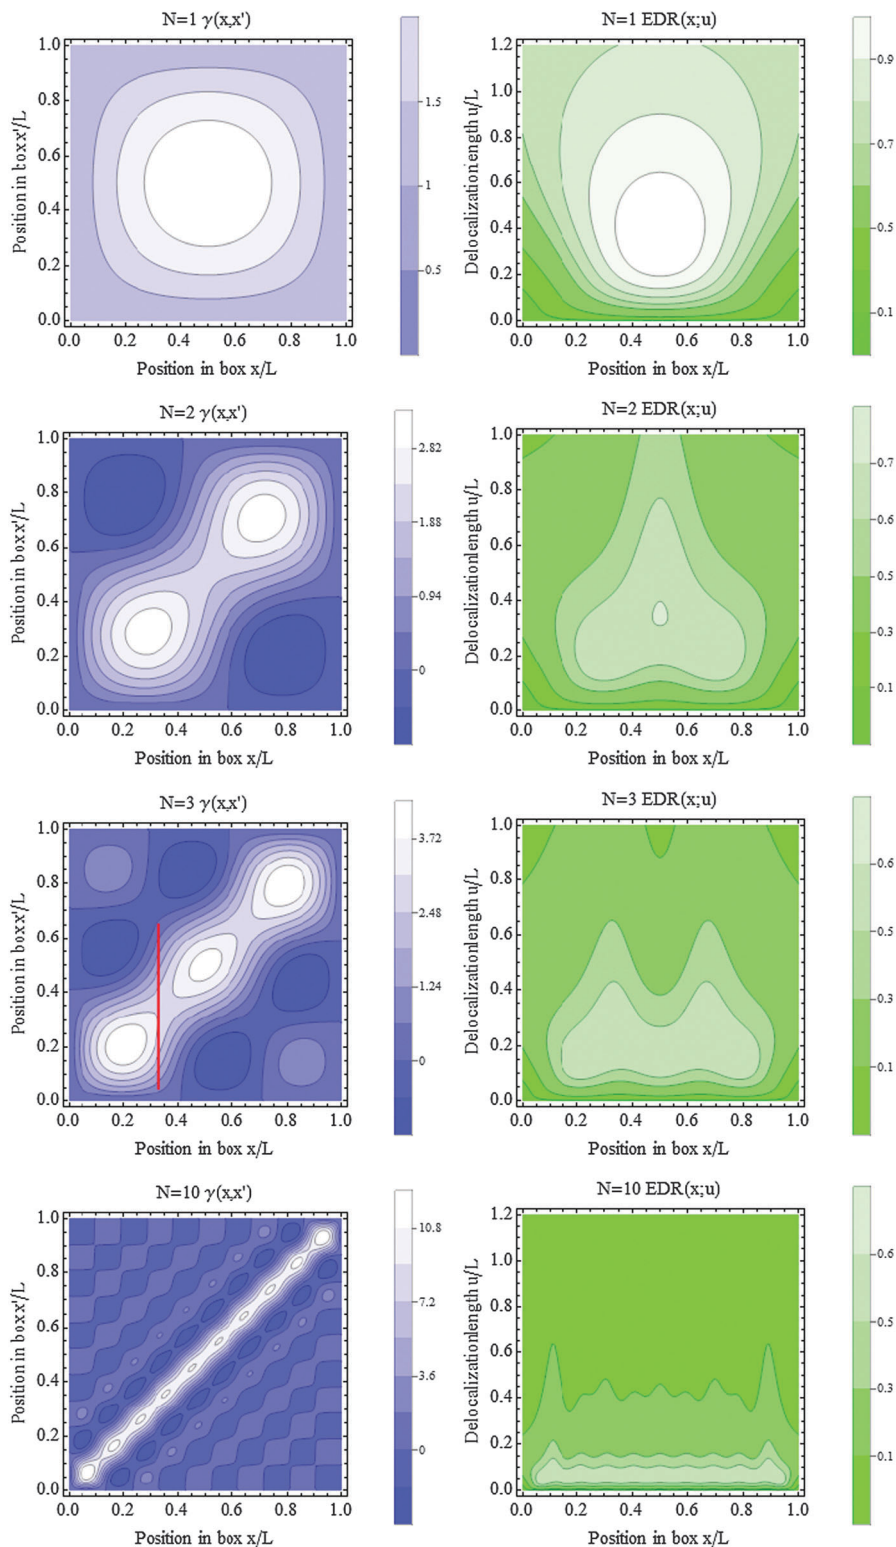 N=1 γ(x,x')
Position in box x'/L
1.0
0.8
0.6
0.4
0.2
0.0
0.0 0.2 0.4 0.6 0.8 1.0
Position in box x/L
1.5
1
0.5
N=1 EDR(x;u)
Delocalization length u/L
1.2
1.0
0.8
0.6
0.4
0.2
0.0
0.0 0.2 0.4 0.6 0.8 1.0
Position in box x/L
0.9
0.7
0.5
0.3
0.1
N=2 γ(x,x')
Position in box x'/L
1.0
0.8
0.6
0.4
0.2
0.0
0.0 0.2 0.4 0.6 0.8 1.0
Position in box x/L
2.82
1.88
0.94
0
N=2 EDR(x;u)
Delocalization length u/L
1.0
0.8
0.6
0.4
0.2
0.0
0.0 0.2 0.4 0.6 0.8 1.0
Position in box x/L
0.7
0.6
0.5
0.3
0.1
N=3 γ(x,x')
Position in box x'/L
1.0
0.8
0.6
0.4
0.2
0.0
0.0 0.2 0.4 0.6 0.8 1.0
Position in box x/L
3.72
2.48
1.24
0
N=3 EDR(x;u)
Delocalization length u/L
1.0
0.8
0.6
0.4
0.2
0.0
0.0 0.2 0.4 0.6 0.8 1.0
Position in box x/L
0.6
0.5
0.3
0.1
N=10 γ(x,x')
Position in box x'/L
1.0
0.8
0.6
0.4
0.2
0.0
0.0 0.2 0.4 0.6 0.8 1.0
Position in box x/L
10.8
7.2
3.6
0
N=10 EDR(x;u)
Delocalization length u/L
1.2
1.0
0.8
0.6
0.4
0.2
0.0
0.0 0.2 0.4 0.6 0.8 1.0
Position in box x/L
0.6
0.5
0.3
0.1